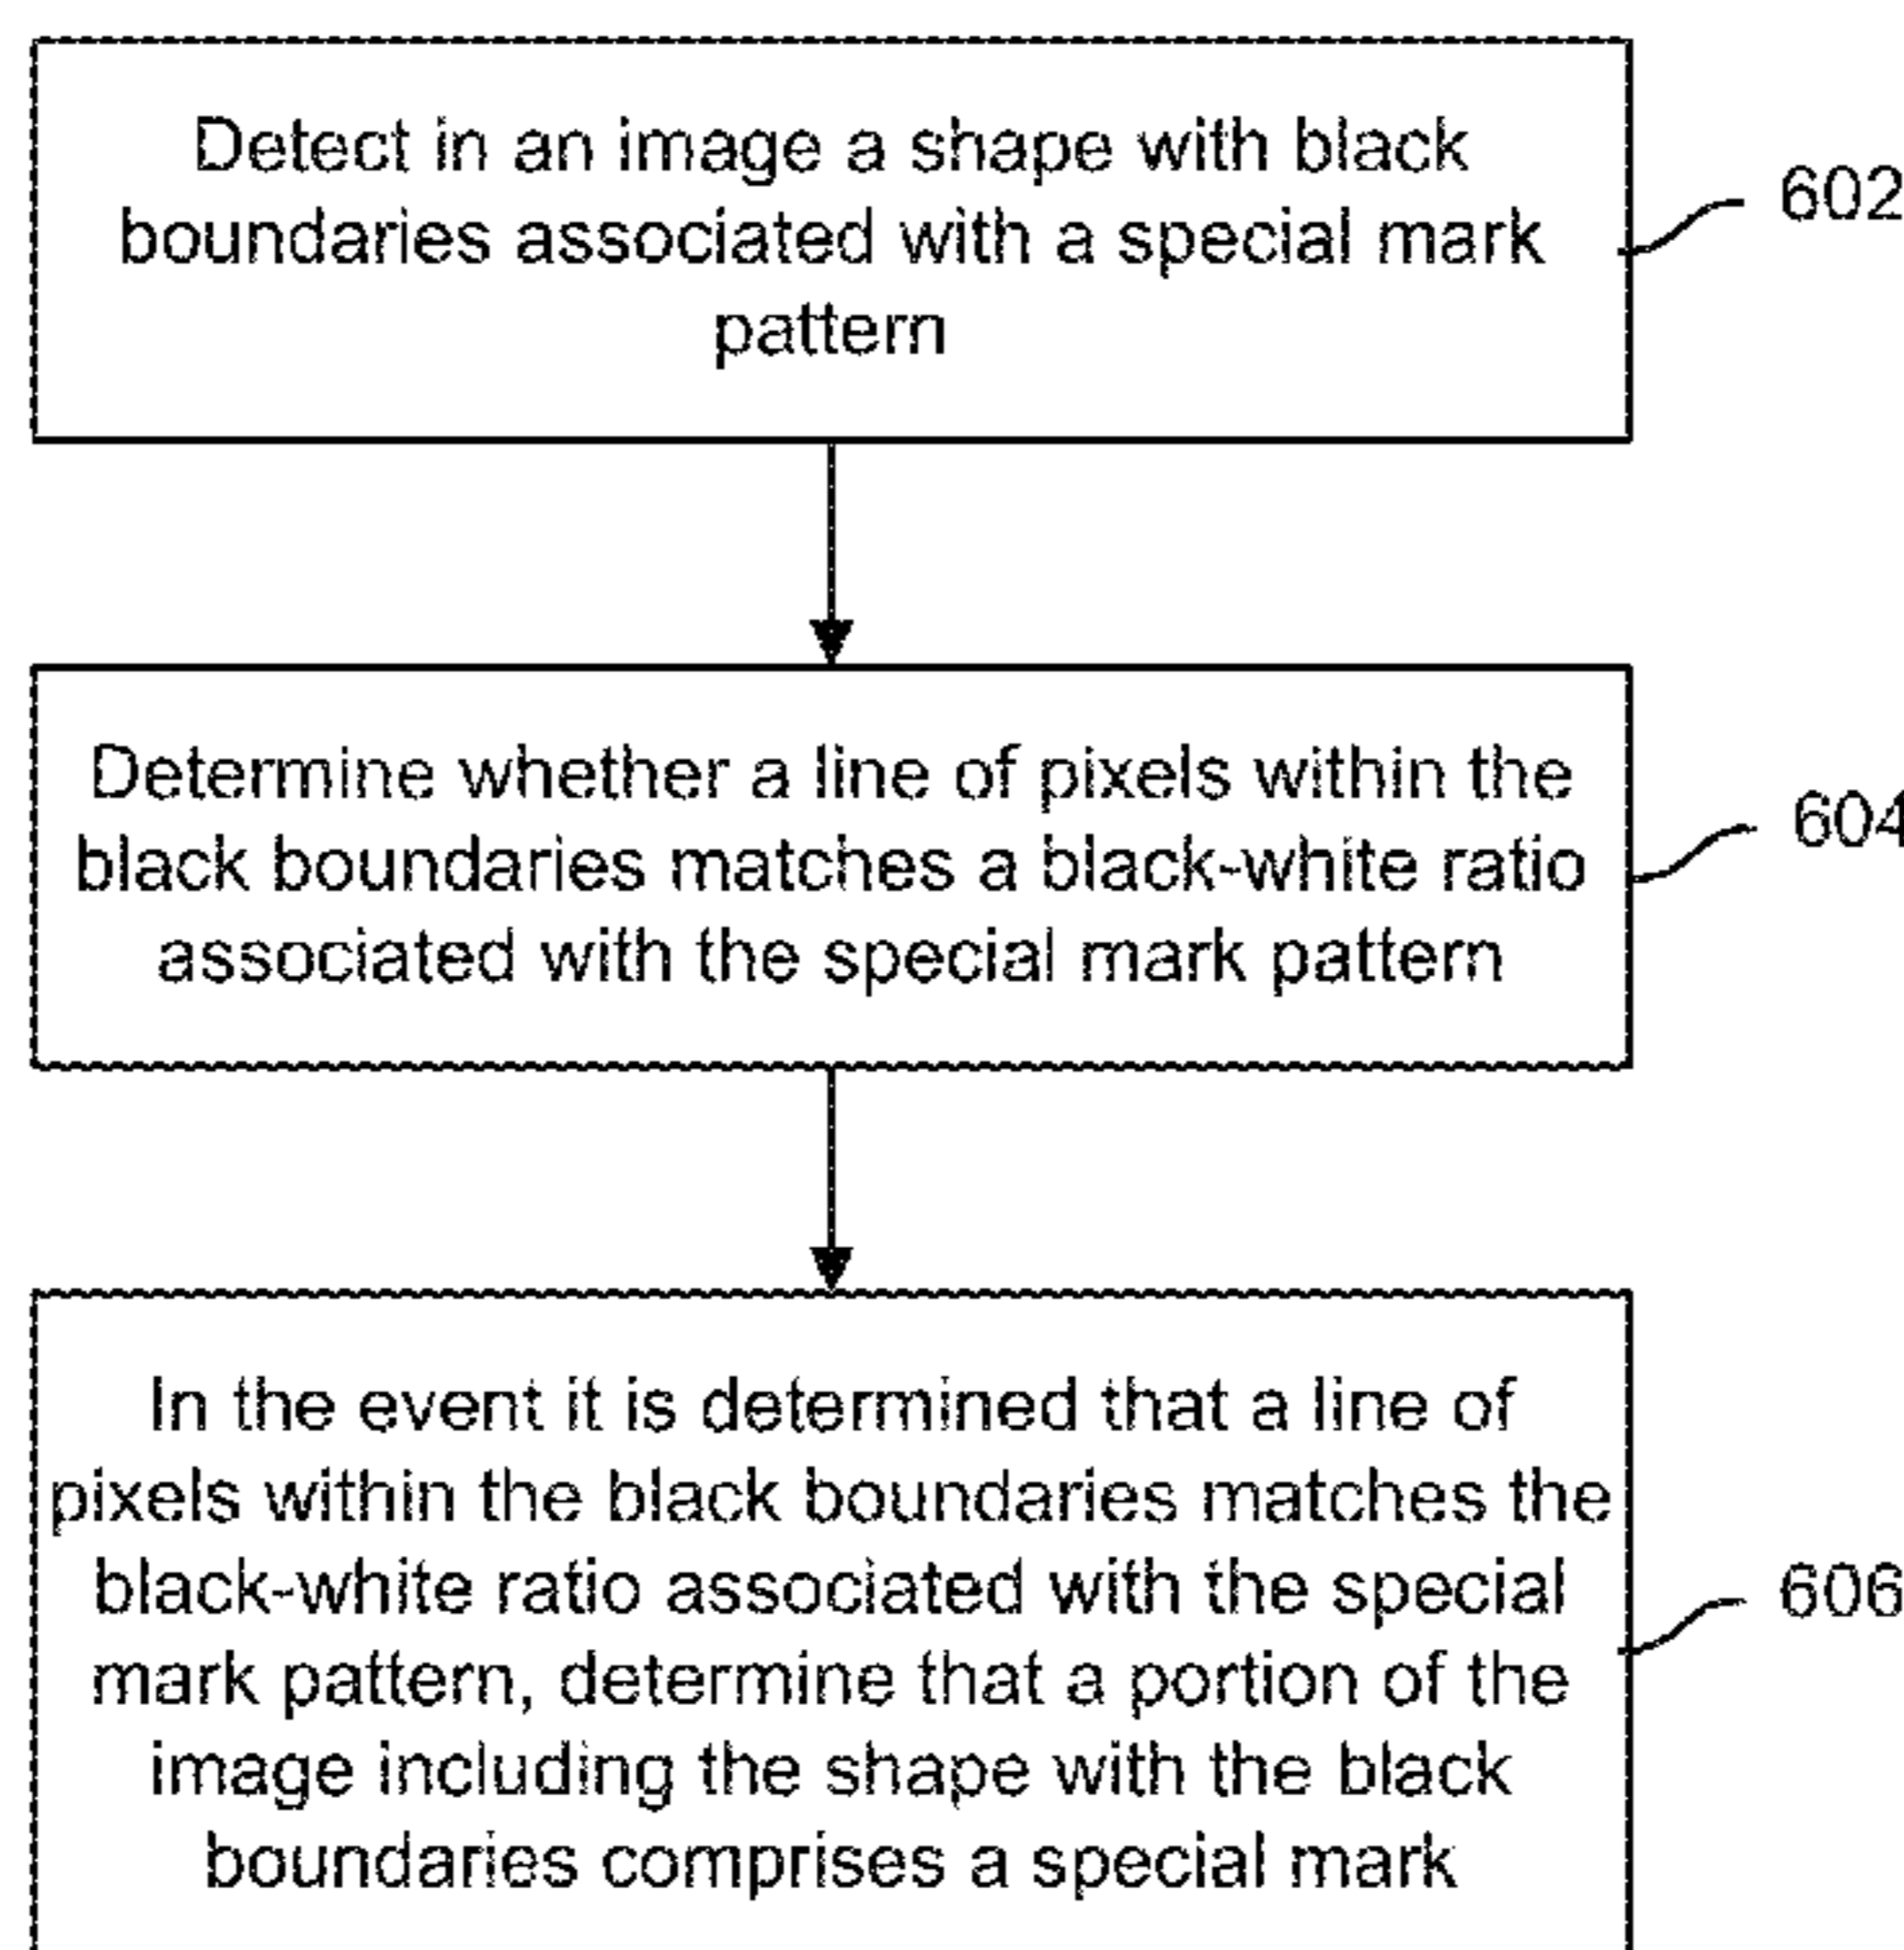 Detect in an image a shape with black
boundaries associated with a special mark
pattern
602
Determine whether a line of pixels within the
black boundaries matches a black-white ratio
associated with the special mark pattern
604
In the event it is determined that a line of
pixels within the black boundaries matches the
black-white ratio associated with the special
mark pattern, determine that a portion of the
image including the shape with the black
boundaries comprises a special mark
606